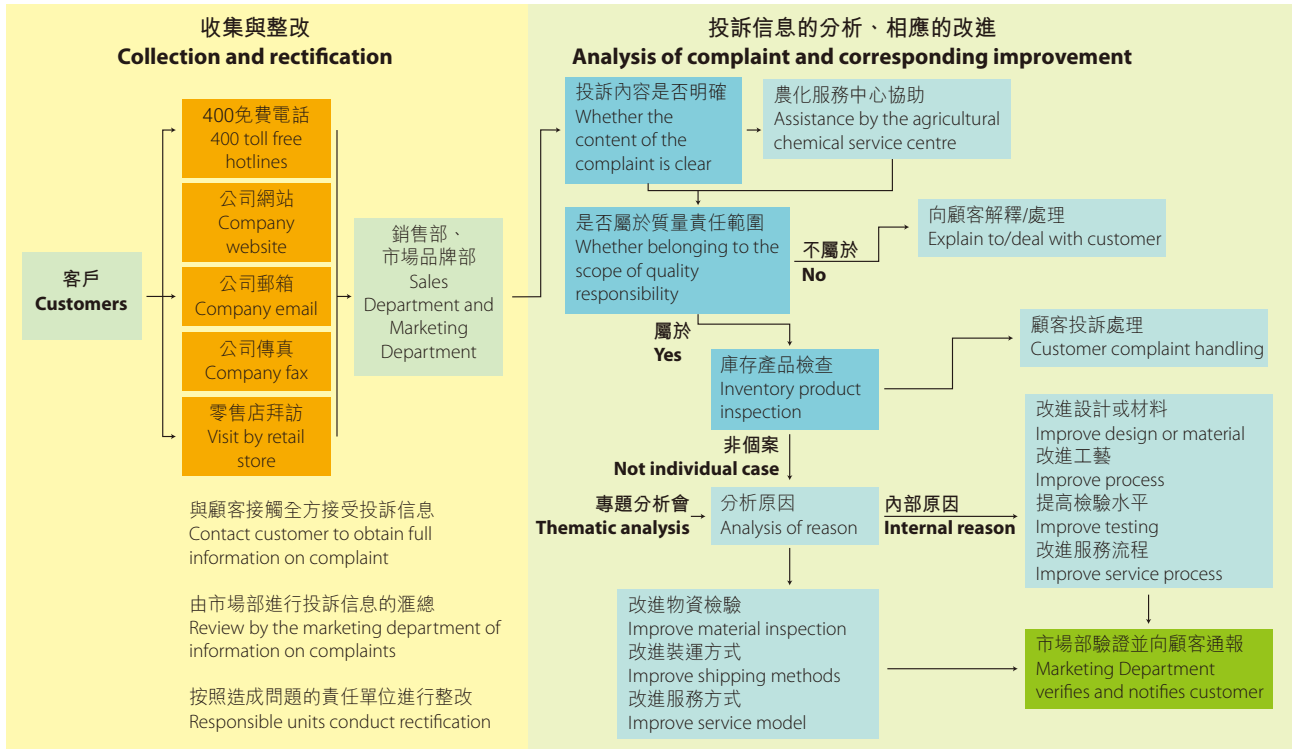 收集與整改
Collection and rectification
客戶
Customers
400免費電話
400 toll free
hotlines
公司網站
Company
website
公司郵箱
Company email
公司傳真
Company fax
零售店拜訪
Visit by retail
store
銷售部、
市場品牌部
Sales
Department and
Marketing
Department
與顧客接觸全方接受投訴信息
Contact customer to obtain full
information on complaint
由市場部進行投訴信息的滙總
Review by the marketing department of
information on complaints
按照造成問題的責任單位進行整改
Responsible units conduct rectification
投訴信息的分析、相應的改進
Analysis of complaint and corresponding improvement
投訴內容是否明確
Whether the
content of the
complaint is clear
農化服務中心協助
Assistance by the agricultural
chemical service centre
是否屬於質量責任範圍
Whether belonging to the
scope of quality
responsibility
不屬於
No
向顧客解釋/處理
Explain to/deal with customer
屬於
Yes
庫存產品檢查
Inventory product
inspection
顧客投訴處理
Customer complaint handling
非個案
Not individual case
專題分析會
Thematic analysis
分析原因
Analysis of reason
內部原因
Internal reason
改進設計或材料
Improve design or material
改進工藝
Improve process
提高檢驗水平
Improve testing
改進服務流程
Improve service process
改進物資檢驗
Improve material inspection
改進裝運方式
Improve shipping methods
改進服務方式
Improve service model
市場部驗證並向顧客通報
Marketing Department
verifies and notifies customer